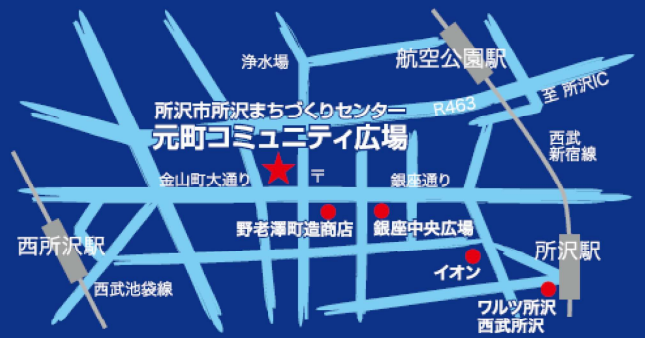 浄水場
航空公園駅
至 所沢IC
R463
所沢市所沢まちづくりセンター
元町コミュニティ広場
西武
新宿線
金山町大通り
〒
銀座通り
野老澤町造商店
銀座中央広場
西所沢駅
所沢駅
イオン
西武池袋線
ワルツ所沢
西武所沢